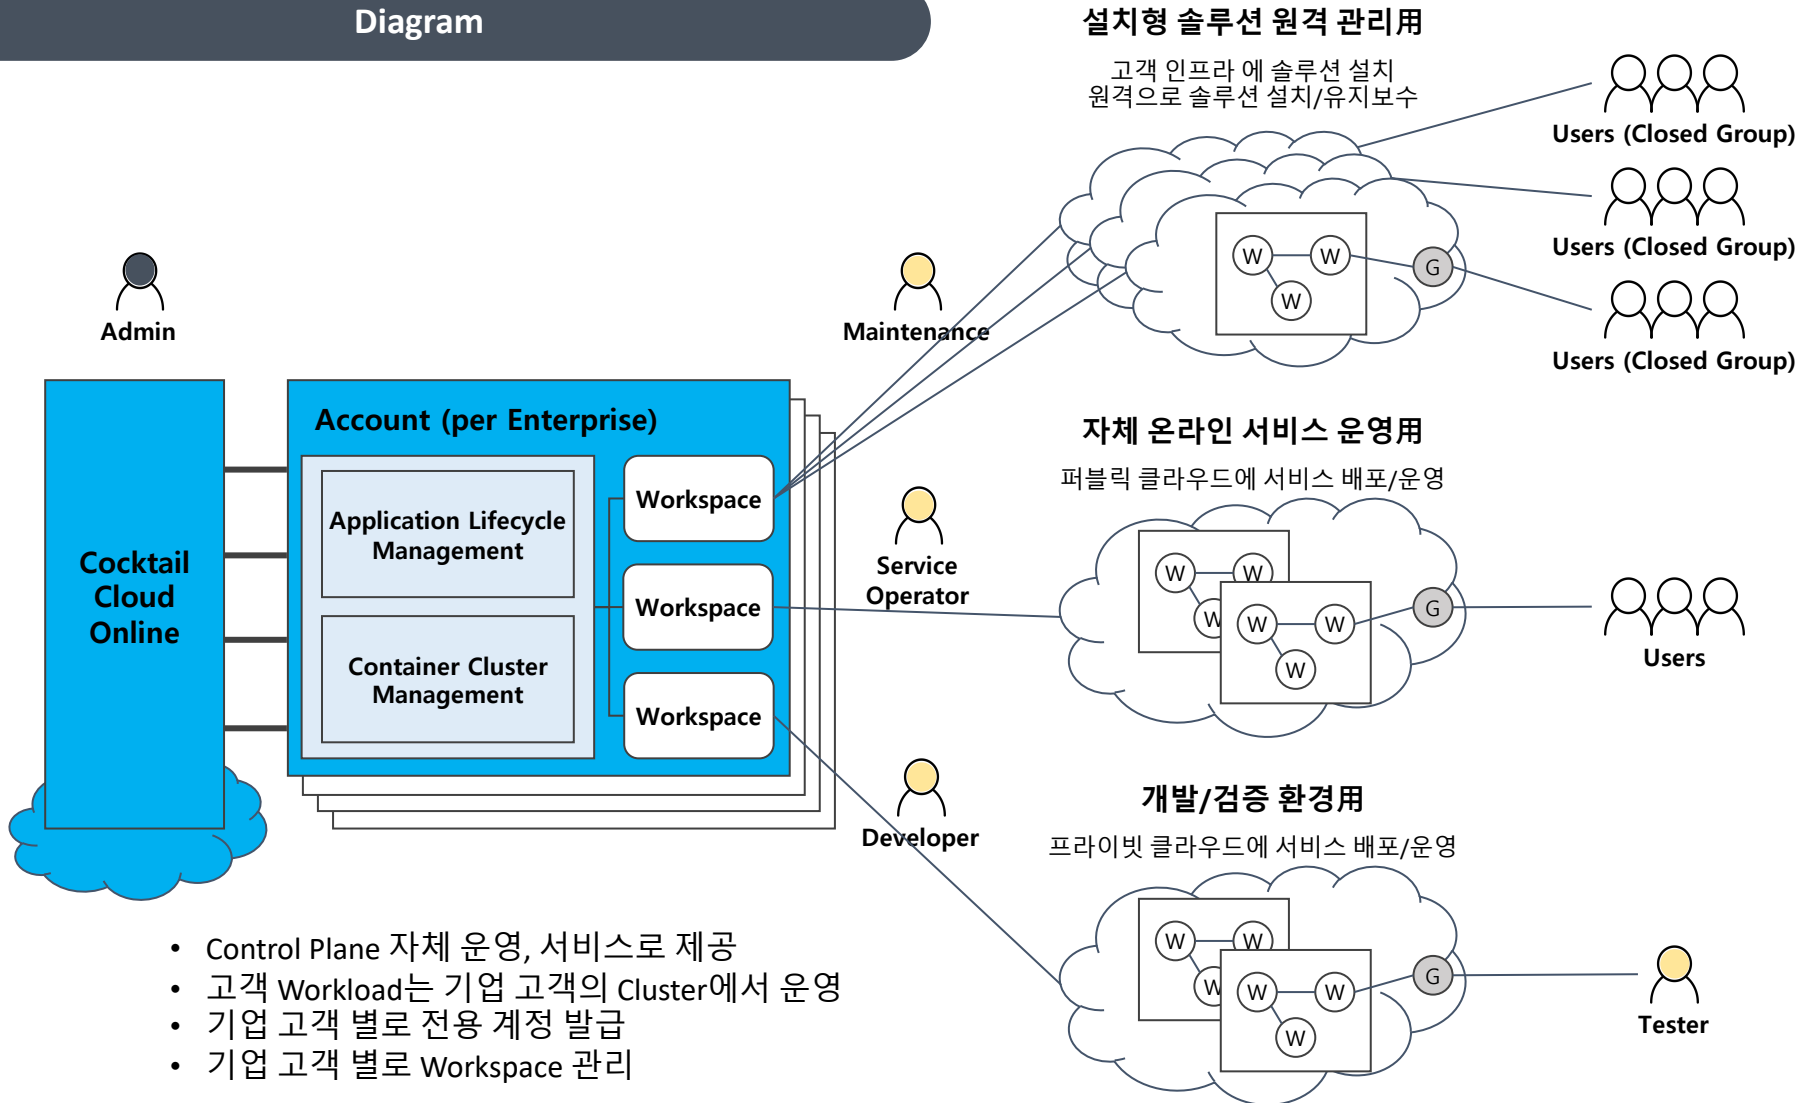 Diagram
설치형 솔루션 원격 관리用
고객 인프라 에 솔루션 설치
원격으로 솔루션 설치/유지보수
Users (Closed Group)
Users (Closed Group)
Users (Closed Group)
W
W
W
G
Admin
Maintenance
Cocktail
Cloud
Online
Account (per Enterprise)
Application Lifecycle
Management
Container Cluster
Management
Workspace
Workspace
Workspace
Service
Operator
자체 온라인 서비스 운영用
퍼블릭 클라우드에 서비스 배포/운영
W
W
W
W
W
W
G
Users
Developer
개발/검증 환경用
프라이빗 클라우드에 서비스 배포/운영
W
W
W
W
W
W
G
Tester
• Control Plane 자체 운영, 서비스로 제공
• 고객 Workload는 기업 고객의 Cluster에서 운영
• 기업 고객 별로 전용 계정 발급
• 기업 고객 별로 Workspace 관리